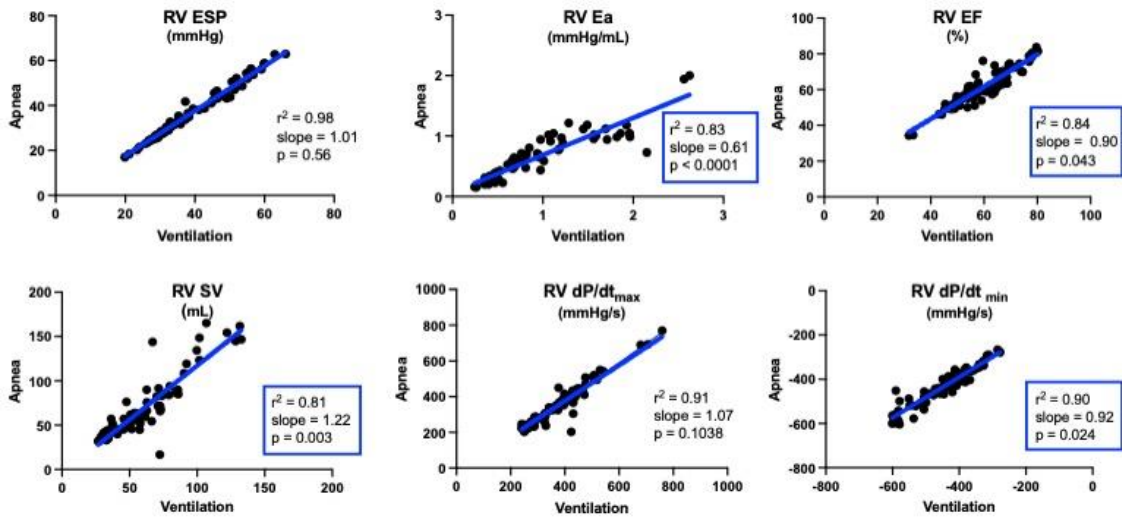 RV ESP
(mmHg)
80
60
40
20
0
Apnea
r² = 0.98
slope = 1.01
p = 0.56
0 20 40 60 80
Ventilation
RV Ea
(mmHg/mL)
3
2
1
0
Apnea
r² = 0.83
slope = 0.61
p < 0.0001
0 1 2 3
Ventilation
RV EF
(%)
100
80
60
40
20
0
Apnea
r² = 0.84
slope = 0.90
p = 0.043
0 20 40 60 80 100
Ventilation
RV SV
(mL)
200
150
100
50
0
Apnea
r² = 0.81
slope = 1.22
p = 0.003
0 50 100 150 200
Ventilation
RV dP/dtmax
(mmHg/s)
1000
800
600
400
200
0
Apnea
r² = 0.91
slope = 1.07
p = 0.1038
0 200 400 600 800 1000
Ventilation
RV dP/dt min
(mmHg/s)
0
-200
-400
-600
-800
Apnea
r² = 0.90
slope = 0.92
p = 0.024
-800 -600 -400 -200 0
Ventilation